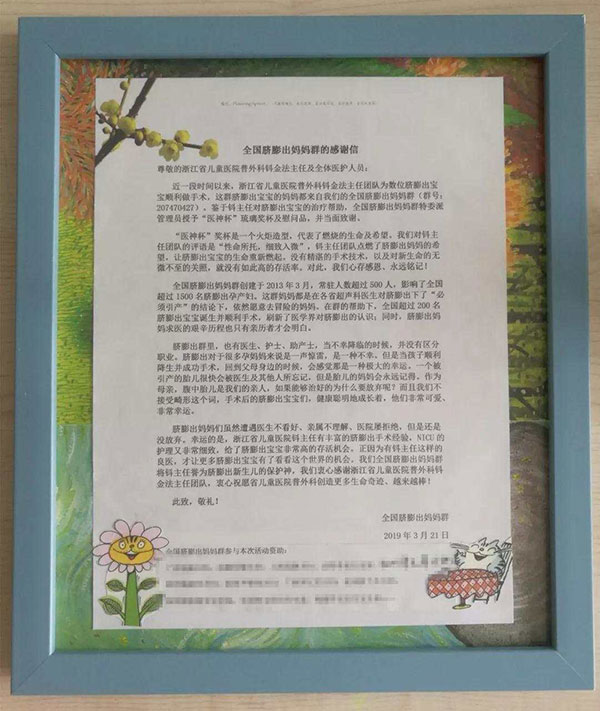 全国脐膨出妈妈群的感谢信
尊敬的浙江省儿童医院普外科钭金法主任及全体医护人员：
近一段时间以来，浙江省儿童医院普外科钭金法主任团队为数位脐膨出宝
宝顺利做手术，这群脐膨出宝宝的妈妈都来自我们的全国脐膨出妈妈群（群号：
207470427）。鉴于钭主任对脐膨出宝宝的治疗帮助，全国脐膨出妈妈群特委派
管理员授予“医神杯”琉璃奖杯及慰问品，并当面致谢。
“医神杯”奖杯是一个火炬造型，代表了燃烧的生命及希望。我们对钭主
任团队的评语是“性命所托，细致入微”，钭主任团队点燃了脐膨出妈妈的希
望、让脐膨出宝宝的生命重新燃起。没有精湛的手术技术，以及对新生命的无
微不至的关照，就没有如此高的存活率。对此，我们心存感恩、永远铭记！
全国脐膨出妈妈群创建于 2013 年 3 月，常驻人数超过 500 人，影响了全国
超过 1500 名脐膨出孕产妇。这群妈妈都是在各省超声科医生对脐膨出下了“必
须引产”的结论下，依然愿意去冒险的妈妈。在群的帮助下，全国超过 200 名
脐膨出宝宝诞生并顺利手术，刷新了医学界对脐膨出的认识；同时，脐膨出妈
妈求医的艰辛历程也只有亲历者才会明白。
脐膨出群里，也有医生、护士、助产士，当不幸降临的时候，并没有区分
职业。脐膨出对于很多孕妈妈来说是一声惊雷，是一种不幸。但是当孩子顺利
降生并成功手术，回到父母身边的时候，会感觉那是一种极大的幸运。一个被
引产的胎儿很快会被医生及其他人所忘记，但是胎儿的妈妈会永远记得。作为
母亲，腹中胎儿是我们的亲人，如果能够治好的为什么要放弃呢？而且我们不
接受畸形这个词，手术后的脐膨出宝宝们，健康聪明地成长着，他们非常可爱、
非常幸运。
脐膨出妈妈们虽然遭遇医生不看好、亲属不理解、医院屡拒绝，但是还是
没放弃。幸运的是，浙江省儿童医院钭主任有丰富的脐膨出手术经验，NICU 的
护理又非常细致，给了脐膨出宝宝非常高的存活机会。正因为有钭主任这样的
良医，才让更多脐膨出宝宝有了看看这个世界的机会。我们全国脐膨出妈妈群
将钭主任誉为脐膨出新生儿的保护神，我们衷心感谢浙江省儿童医院普外科钭
金法主任团队，衷心祝愿省儿童医院普外科创造更多生命奇迹，越来越棒！
此致，敬礼！
全国脐膨出妈妈群
2019 年 3 月 21 日
全国脐膨出妈妈群参与本次活动资助：